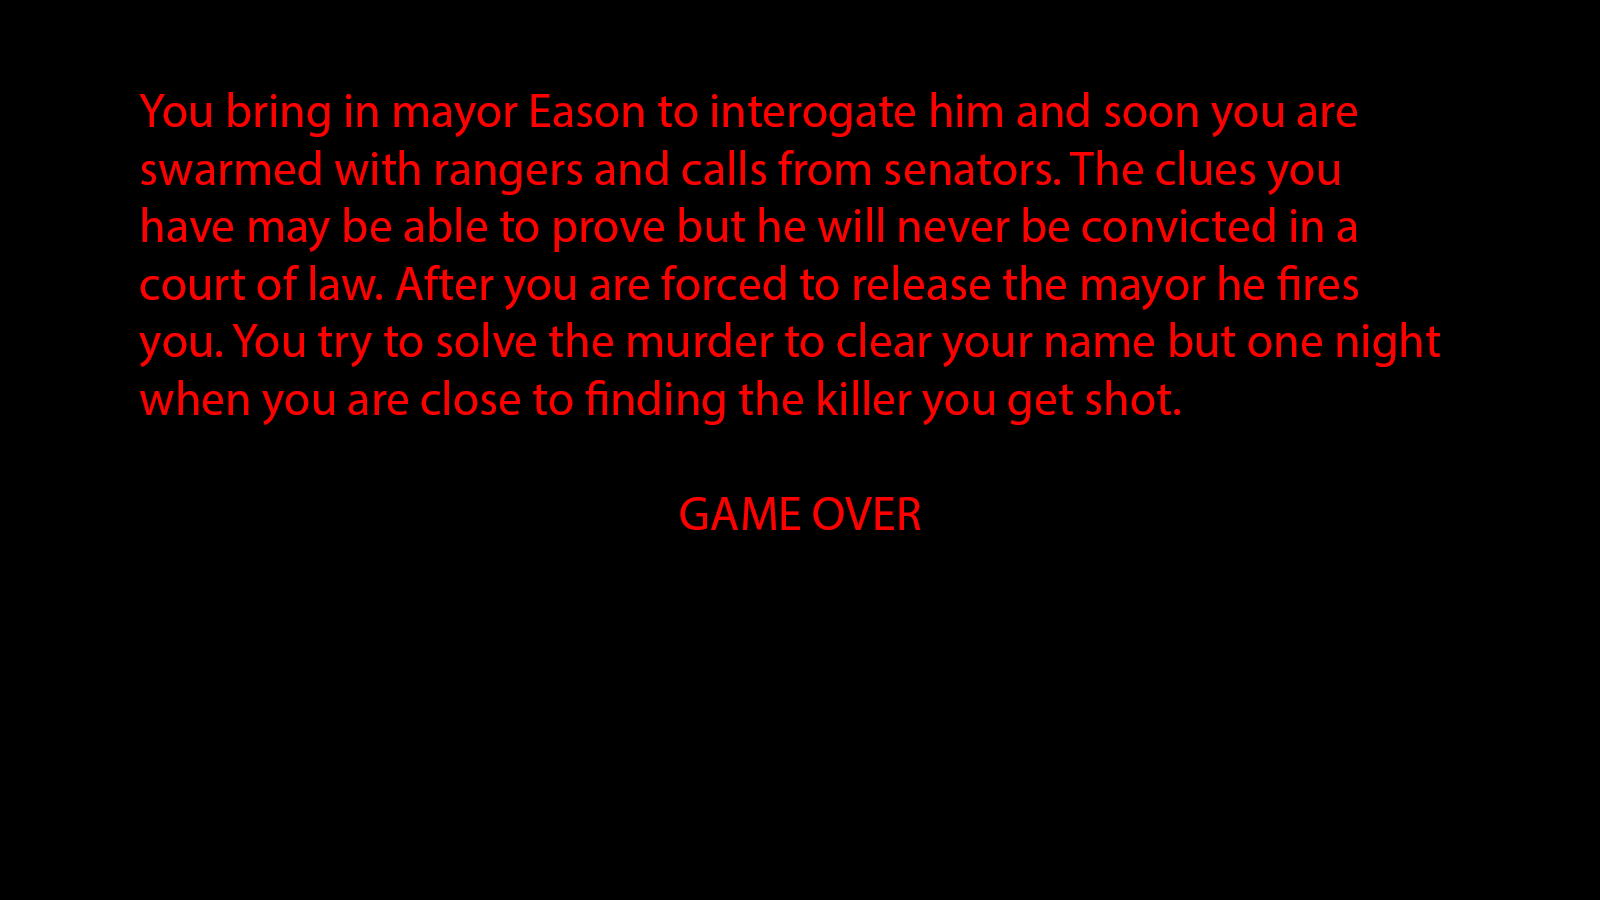 You bring in mayor Eason to interogate him and soon you are
swarmed with rangers and calls from senators. The clues you
have may be able to prove but he will never be convicted in a
court of law. After you are forced to release the mayor he fires
you. You try to solve the murder to clear your name but one night
when you are close to finding the killer you get shot.
GAME OVER